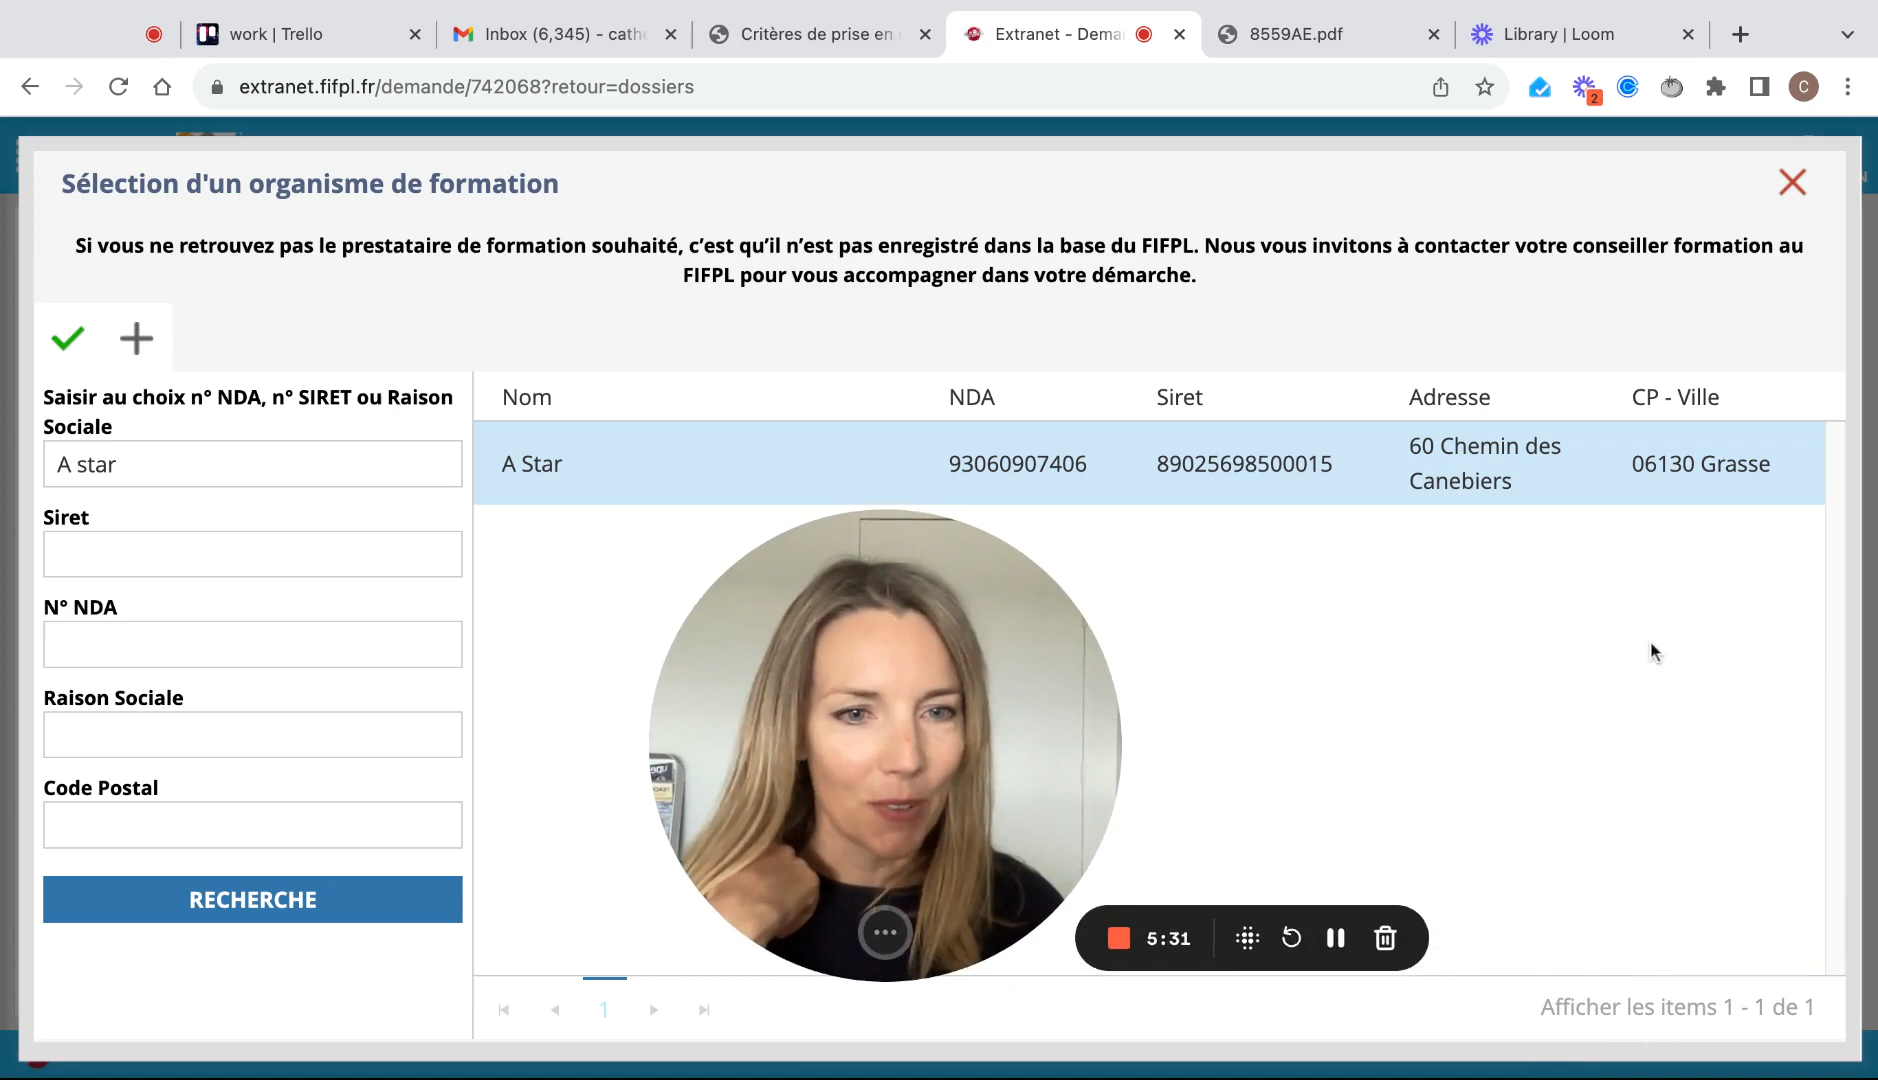 work | Trello
Inbox (6,345) - cathe
Critères de prise en c
Extranet - Deman
8559AE.pdf
Library | Loom
extranet.fifpl.fr/demande/742068?retour=dossiers
2
C
Sélection d'un organisme de formation
Si vous ne retrouvez pas le prestataire de formation souhaité, c’est qu’il n’est pas enregistré dans la base du FIFPL. Nous vous invitons à contacter votre conseiller formation au
FIFPL pour vous accompagner dans votre démarche.
Saisir au choix n° NDA, n° SIRET ou Raison
Sociale
A star
Siret
N° NDA
Raison Sociale
Code Postal
RECHERCHE
Nom NDA Siret Adresse CP - Ville
A Star 93060907406 89025698500015 60 Chemin des Canebiers 06130 Grasse
5:31
1
Afficher les items 1 - 1 de 1